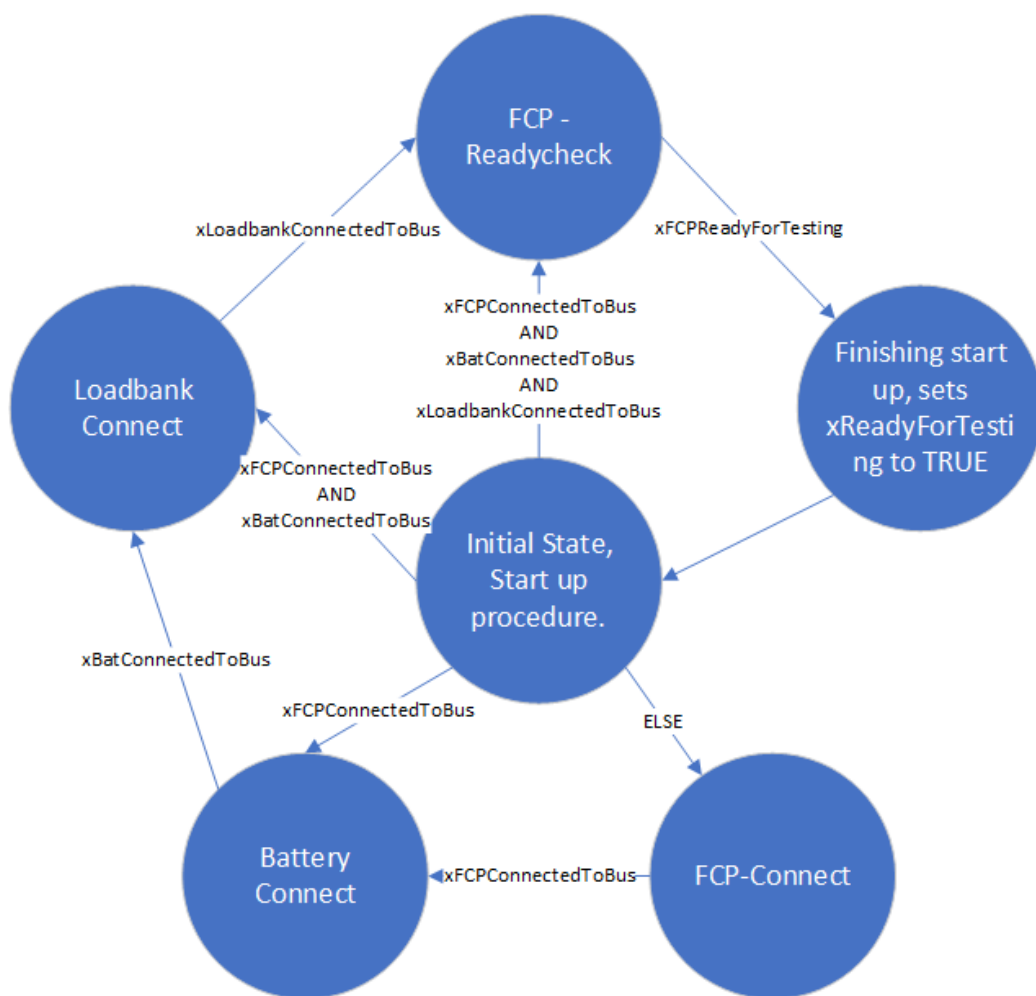 FCP -
Readycheck
xLoadbankConnectedToBus
xFCPReadyForTesting
xFCPConnectedToBus
AND
xBatConnectedToBus
AND
xLoadbankConnectedToBus
Loadbank
Connect
Finishing start
up, sets
xReadyForTesti
ng to TRUE
xFCPConnectedToBus
AND
xBatConnectedToBus
Initial State,
Start up
procedure.
xBatConnectedToBus
xFCPConnectedToBus
ELSE
Battery
Connect
xFCPConnectedToBus
FCP-Connect